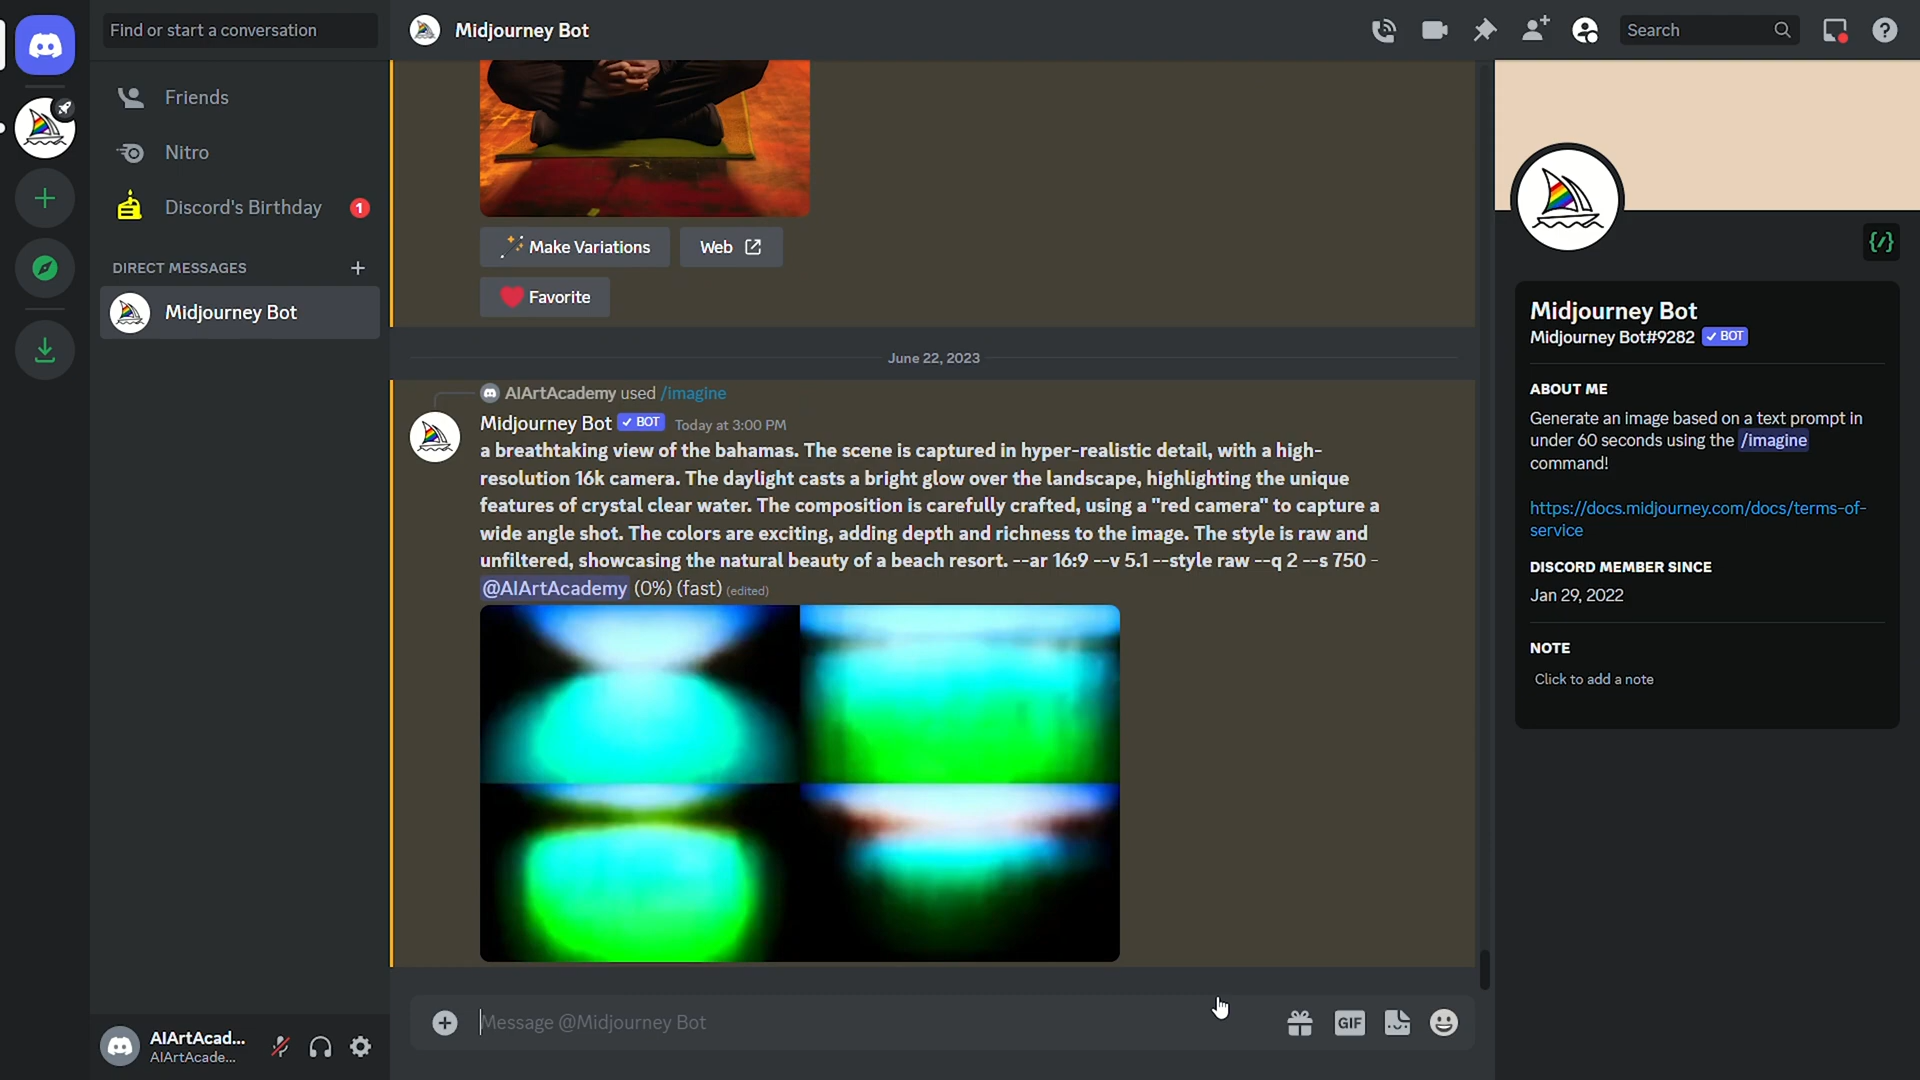 Find or start a conversation
Friends
Nitro
Discord's Birthday
1
DIRECT MESSAGES
Midjourney Bot
AIArtAcad...
AIArtAcade...
Midjourney Bot
Search
Make Variations
Web
Favorite
June 22, 2023
AIArtAcademy used /imagine
Midjourney Bot ✓ BOT Today at 3:00 PM
a breathtaking view of the bahamas. The scene is captured in hyper-realistic detail, with a high-
resolution 16k camera. The daylight casts a bright glow over the landscape, highlighting the unique
features of crystal clear water. The composition is carefully crafted, using a "red camera" to capture a
wide angle shot. The colors are exciting, adding depth and richness to the image. The style is raw and
unfiltered, showcasing the natural beauty of a beach resort. --ar 16:9 --v 5.1 --style raw --q 2 --s 750 -
@AIArtAcademy (0%) (fast) (edited)
Message @Midjourney Bot
GIF
Midjourney Bot
Midjourney Bot#9282 ✓ BOT
ABOUT ME
Generate an image based on a text prompt in
under 60 seconds using the /imagine
command!
https://docs.midjourney.com/docs/terms-of-
service
DISCORD MEMBER SINCE
Jan 29, 2022
NOTE
Click to add a note